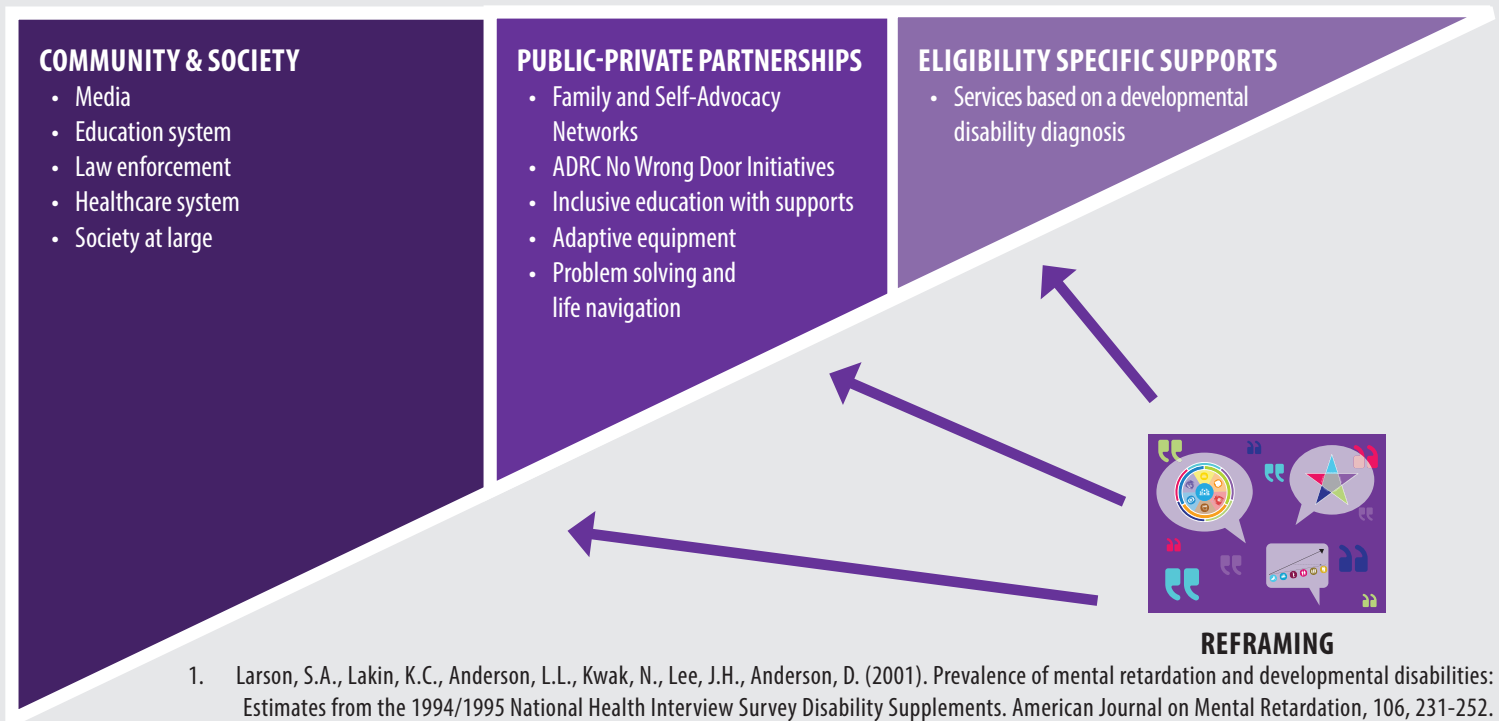 COMMUNITY & SOCIETY
• Media
• Education system
• Law enforcement
• Healthcare system
• Society at large
PUBLIC-PRIVATE PARTNERSHIPS
• Family and Self-Advocacy
Networks
• ADRC No Wrong Door Initiatives
• Inclusive education with supports
• Adaptive equipment
• Problem solving and
life navigation
ELIGIBILITY SPECIFIC SUPPORTS
• Services based on a developmental
disability diagnosis
REFRAMING
1. Larson, S.A., Lakin, K.C., Anderson, L.L., Kwak, N., Lee, J.H., Anderson, D. (2001). Prevalence of mental retardation and developmental disabilities:
Estimates from the 1994/1995 National Health Interview Survey Disability Supplements. American Journal on Mental Retardation, 106, 231-252.